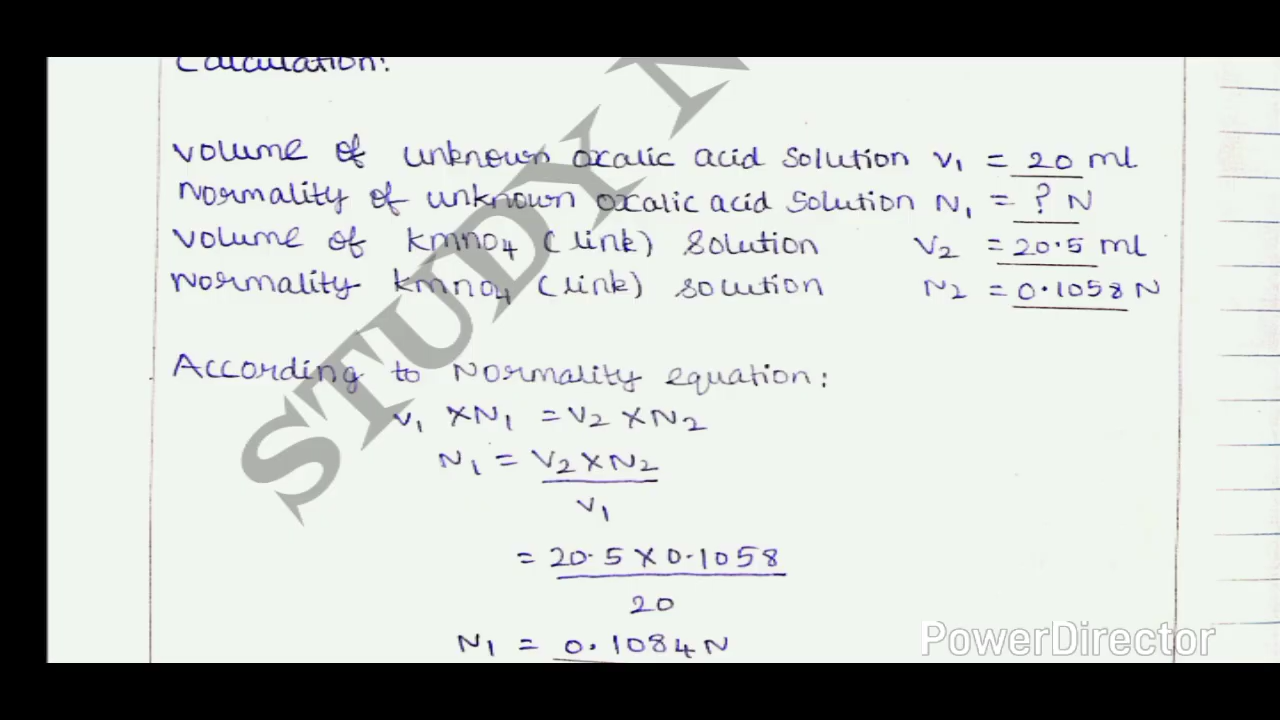 Calculation:
Volume of unknown oxalic acid solution V₁ = 20 ml
Normality of unknown oxalic acid solution N₁ = ? N
Volume of kmno₄ (link) solution V₂ = 20.5 ml
Normality kmno₄ (link) solution N₂ = 0.1058 N
According to Normality equation:
V₁ × N₁ = V₂ × N₂
N₁ = V₂ × N₂
V₁
= 20.5 × 0.1058
20
N₁ = 0.1084 N
STUDY N
PowerDirector